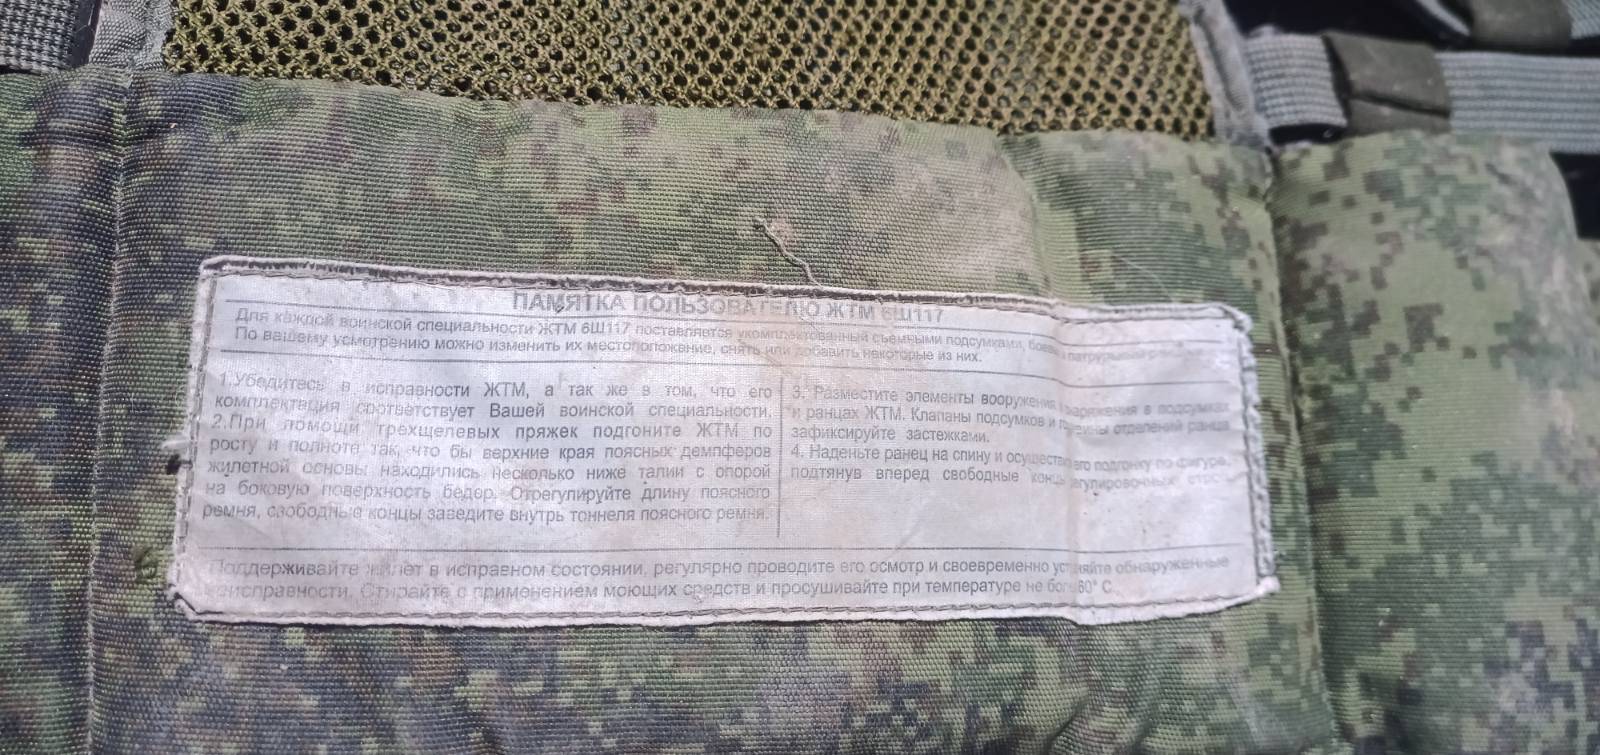 ПАМЯТКА ПОЛЬЗОВАТЕЛЮ ЖТМ 6Ш117
Для каждой воинской специальности ЖТМ 6Ш117 поставляется укомплектованный съемными подсумками,
По вашему усмотрению можно изменить их местоположение, снять или добавить некоторые из них.
1.Убедитесь в исправности ЖТМ, а так же в том, что его
комплектация соответствует Вашей воинской специальности.
2.При помощи трехщелевых пряжек подгоните ЖТМ по
росту и полноте так, что бы верхние края поясных демпферов
жилетной основы находились несколько ниже талии с опорой
на боковую поверхность бедер. Отрегулируйте длину поясного
ремня, свободные концы заведите внутрь тоннеля поясного ремня.
3. Разместите элементы вооружения снаряжения в подсумках
и ранцах ЖТМ. Клапаны подсумков и отделений ранца
зафиксируйте застежками.
4. Наденьте ранец на спину и его подгонку по фигуре,
подтянув вперед свободные концы
Поддерживайте жилет в исправном состоянии, регулярно проводите его осмотр и своевременно обнаруженные
неисправности. Стирайте с применением моющих средств и просушивайте при температуре не 60° С.